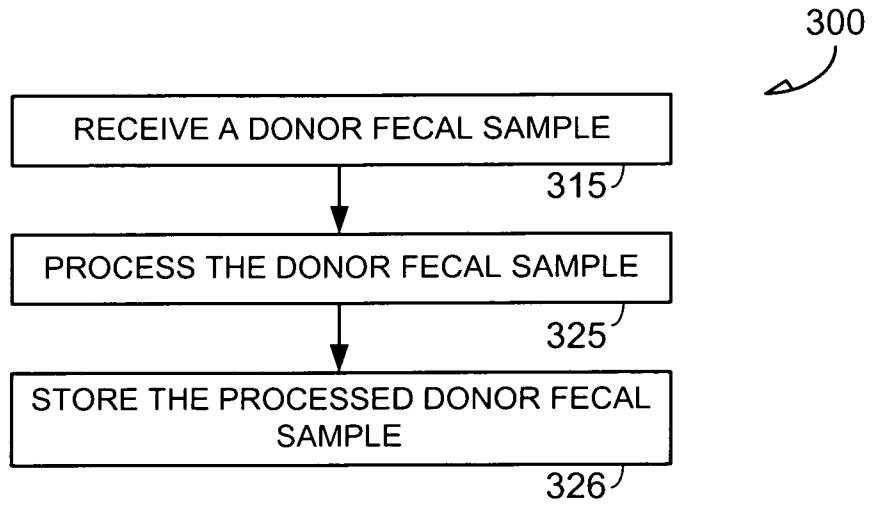 300
RECEIVE A DONOR FECAL SAMPLE
315
PROCESS THE DONOR FECAL SAMPLE
325
STORE THE PROCESSED DONOR FECAL
SAMPLE
326